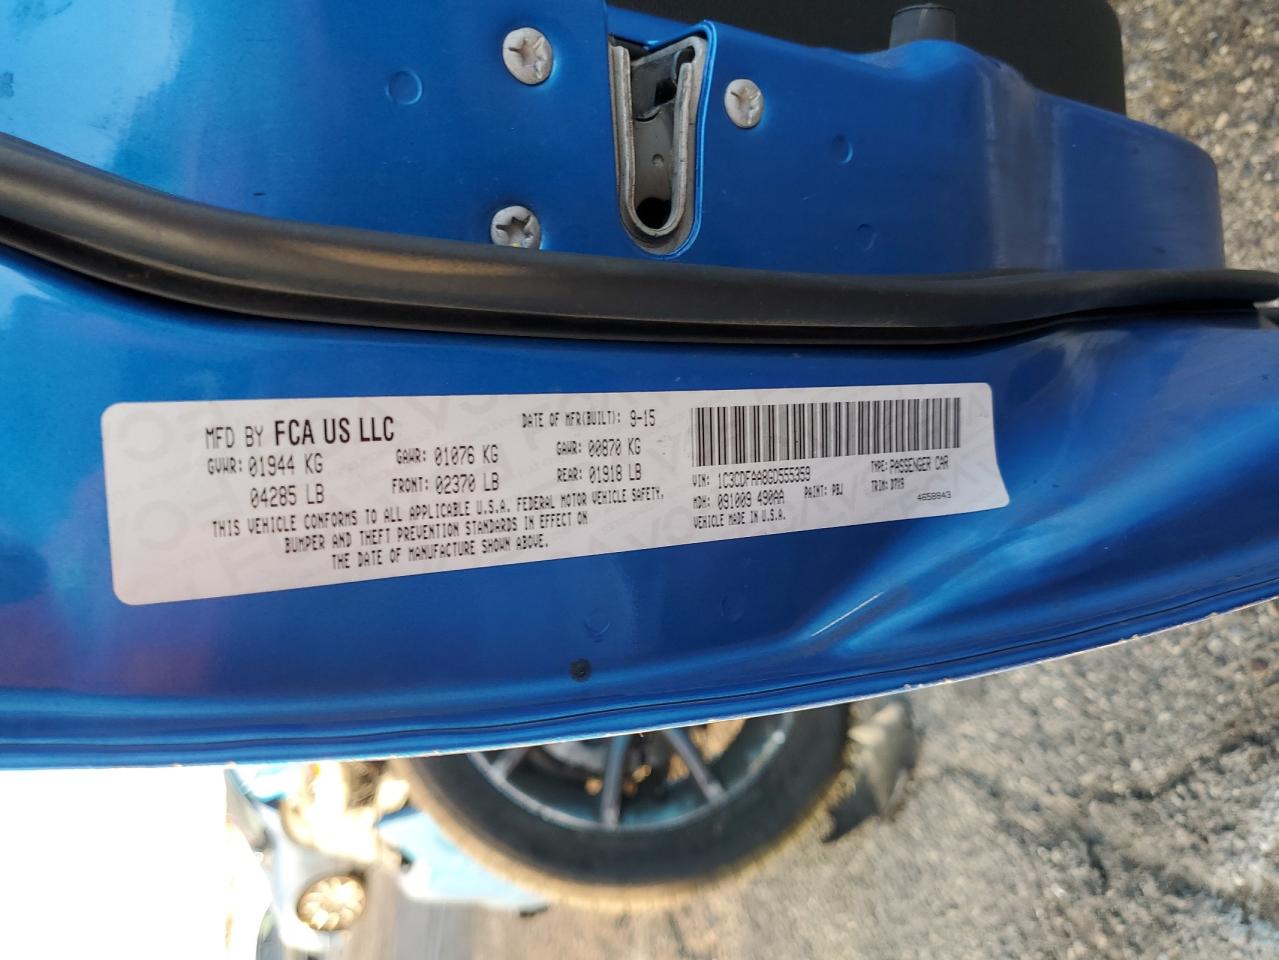 MFD BY FCA US LLC
DATE OF MFR(BUILT): 9-15
GVWR: 01944 KG GAWR: 01076 KG GAWR: 00870 KG
04285 LB FRONT: 02370 LB REAR: 01918 LB
THIS VEHICLE CONFORMS TO ALL APPLICABLE U.S.A. FEDERAL MOTOR VEHICLE SAFETY,
BUMPER AND THEFT PREVENTION STANDARDS IN EFFECT ON
THE DATE OF MANUFACTURE SHOWN ABOVE.
VIN: 1C3CDFAA8GD555359 TYPE: PASSENGER CAR
MDH: 091009 490AA PAINT: PBJ TRIM: D7X9
VEHICLE MADE IN U.S.A. 4658843